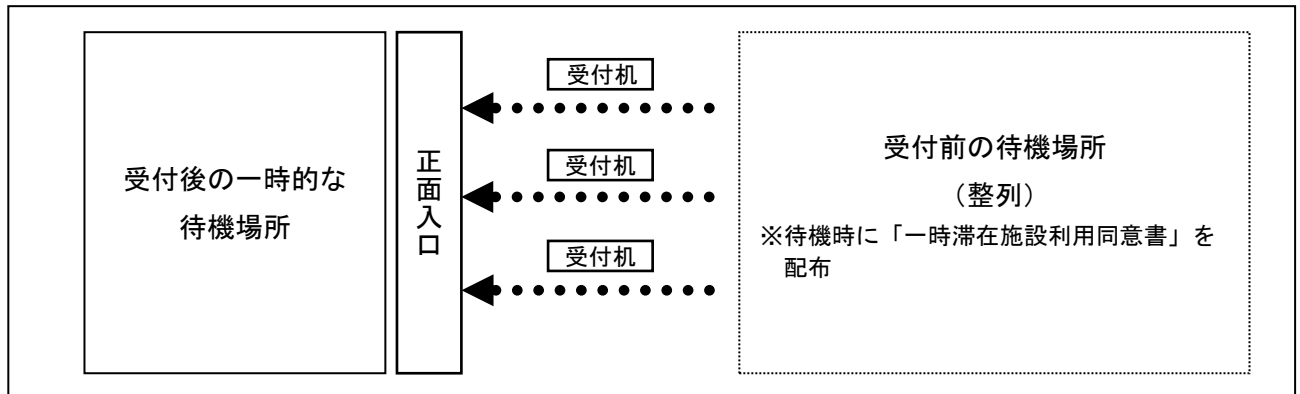 受付後の一時的な
待機場所
正面入口
受付机
受付机
受付机
受付前の待機場所
（整列）
※待機時に「一時滞在施設利用同意書」を
配布